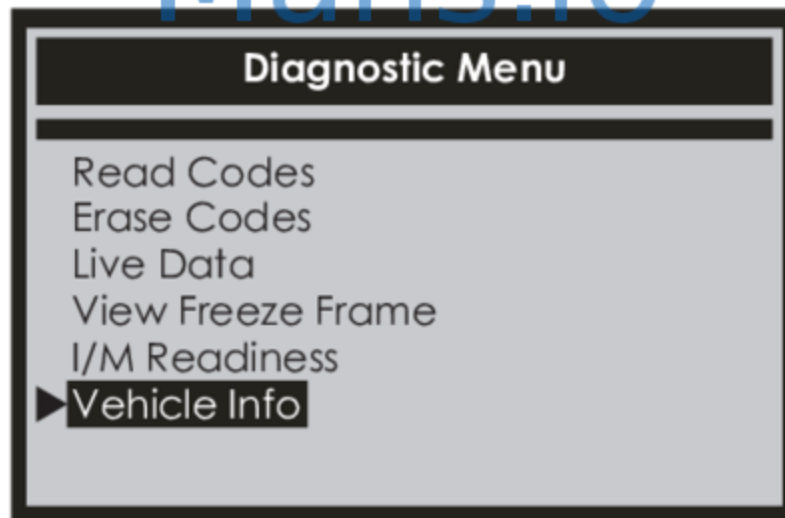 Diagnostic Menu
Read Codes
Erase Codes
Live Data
View Freeze Frame
I/M Readiness
Vehicle Info